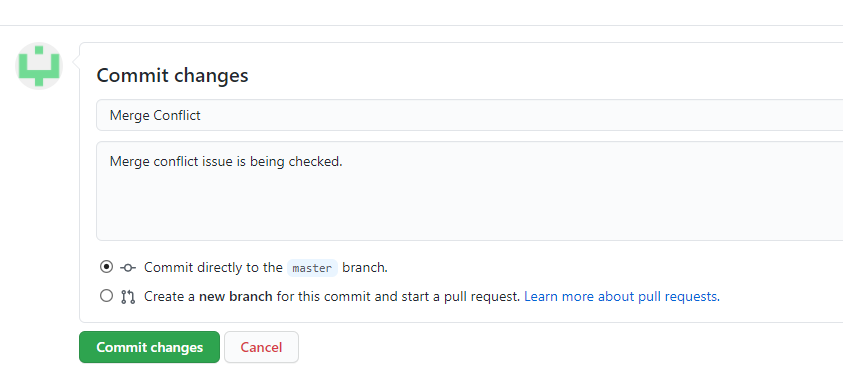 Commit changes
Merge Conflict
Merge conflict issue is being checked.
Commit directly to the master branch.
Create a new branch for this commit and start a pull request. Learn more about pull requests.
Commit changes Cancel